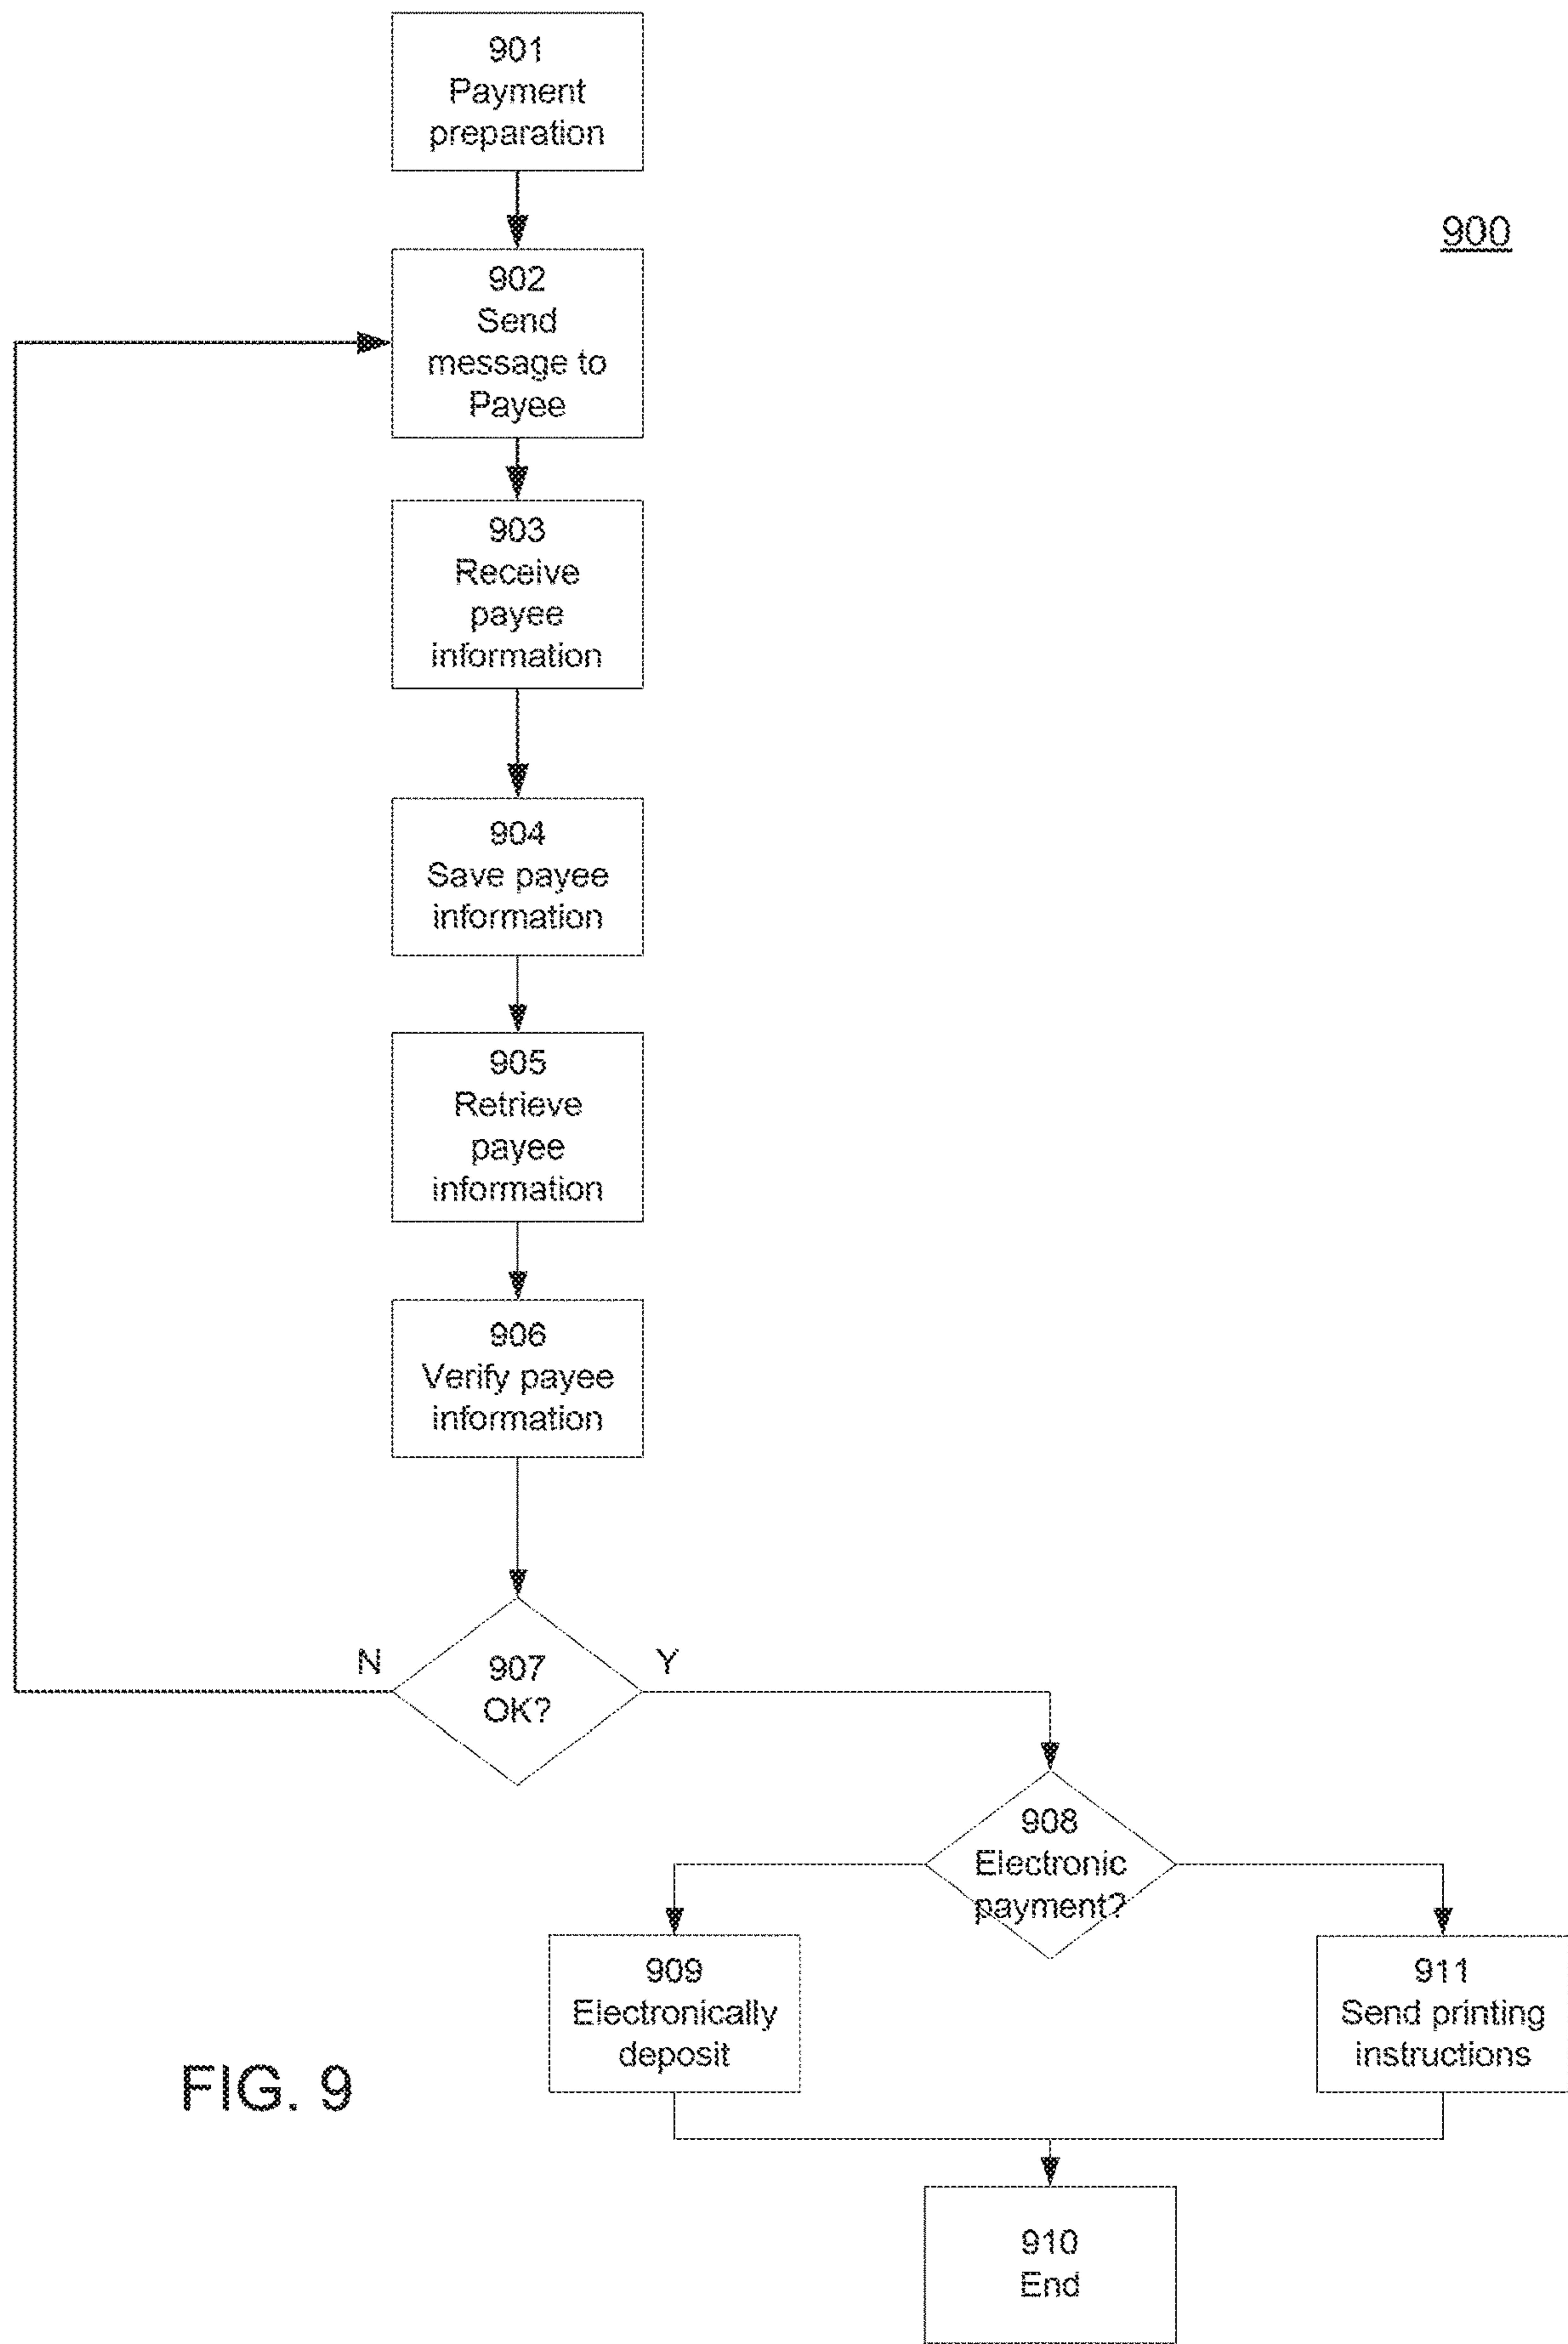 901
Payment
preparation
900
902
Send
message to
Payee
903
Receive
payee
information
904
Save payee
information
905
Retrieve
payee
information
906
Verify payee
information
N
907
OK?
Y
908
Electronic
payment?
909
Electronically
deposit
911
Send printing
instructions
FIG. 9
910
End